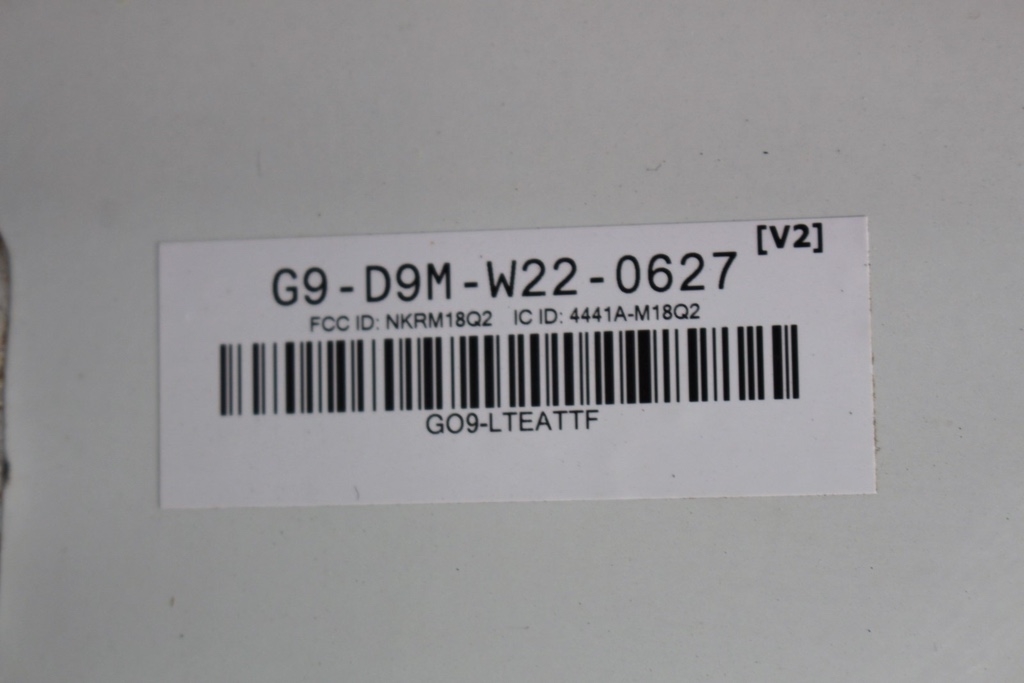 [V2]
G9-D9M-W22-0627
FCC ID: NKRM18Q2 IC ID: 4441A-M18Q2
GO9-LTEATTF